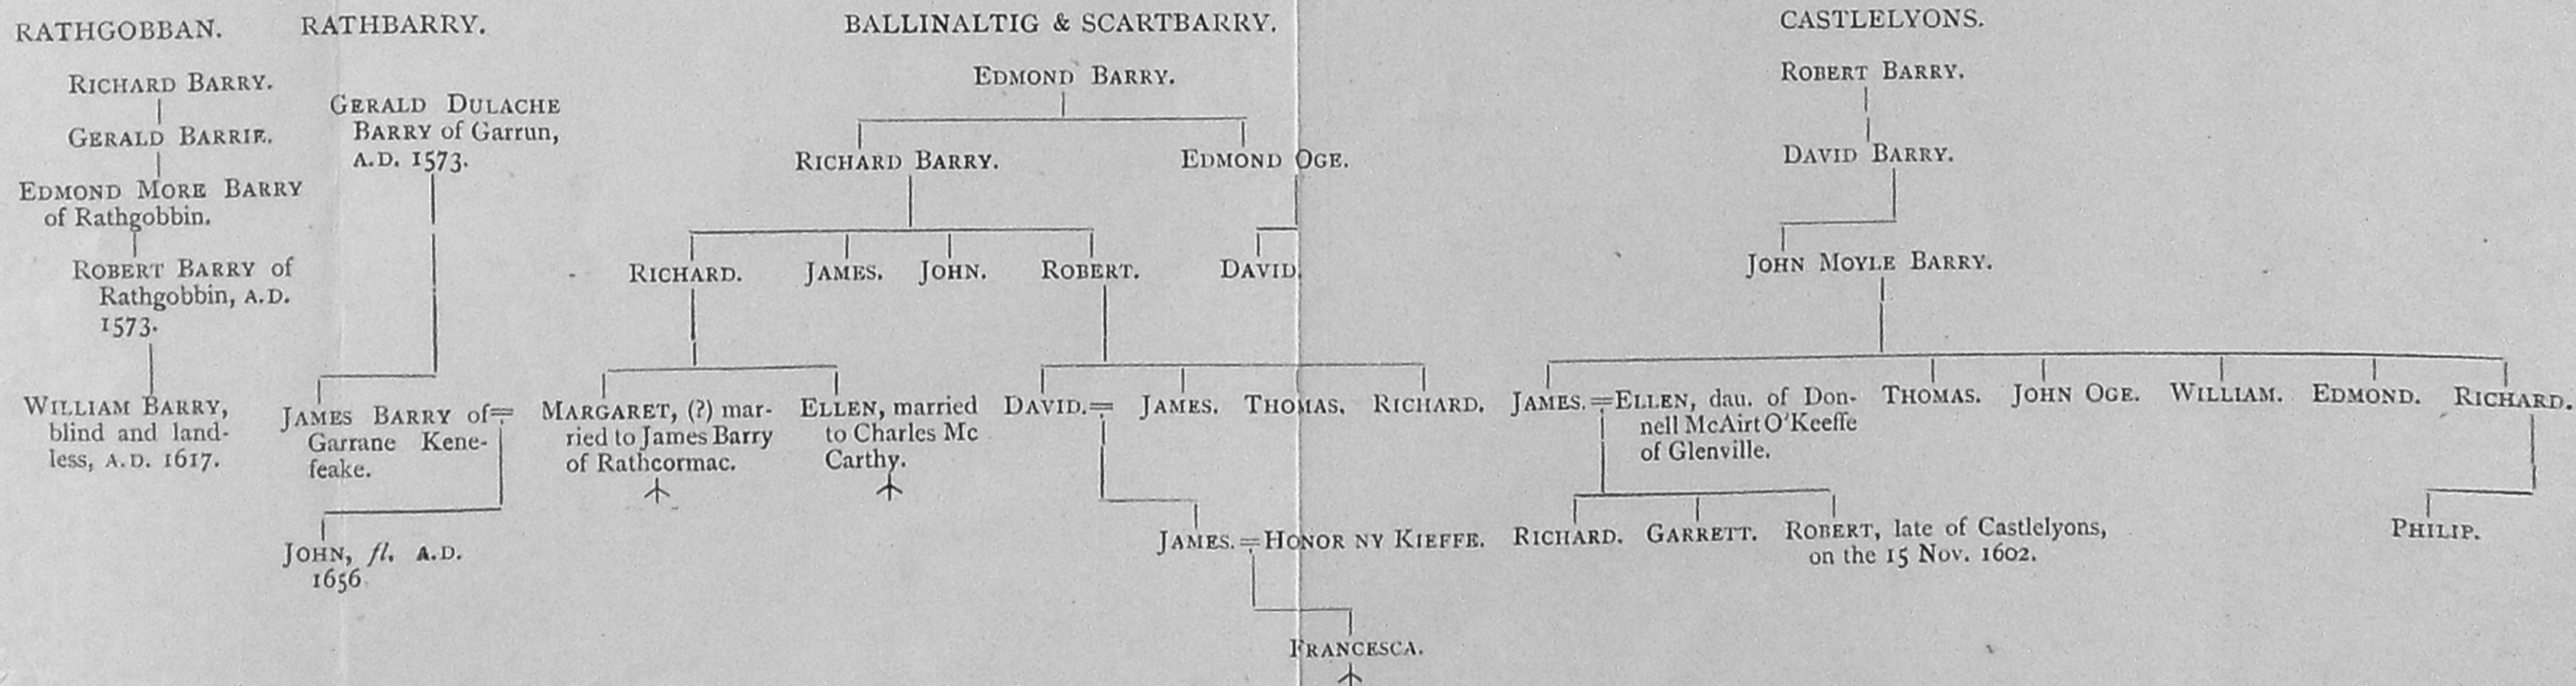 RATHGOBBAN.
RICHARD BARRY.
GERALD BARRIE.
EDMOND MORE BARRY
of Rathgobbin.
ROBERT BARRY of
Rathgobbin, A.D.
1573.
WILLIAM BARRY,
blind and land-
less, A.D. 1617.
RATHBARRY.
GERALD DULACHE
BARRY of Garrun,
A.D. 1573.
JAMES BARRY of=
Garrane Kene-
feake.
JOHN, fl. A.D.
1656
BALLINALTIG & SCARTBARRY.
EDMOND BARRY.
RICHARD BARRY. EDMOND OGE.
RICHARD. JAMES. JOHN. ROBERT. DAVID.
MARGARET, (?) mar-
ried to James Barry
of Rathcormac.
ELLEN, married
to Charles Mc
Carthy.
DAVID.= JAMES. THOMAS. RICHARD.
JAMES.=HONOR NY KIEFFE.
FRANCESCA.
CASTLELYONS.
ROBERT BARRY.
DAVID BARRY.
JOHN MOYLE BARRY.
JAMES.=ELLEN, dau. of Don-
nell McAirt O'Keeffe
of Glenville.
THOMAS. JOHN OGE. WILLIAM. EDMOND. RICHARD.
RICHARD. GARRETT. ROBERT, late of Castlelyons,
on the 15 Nov. 1602.
PHILIP.